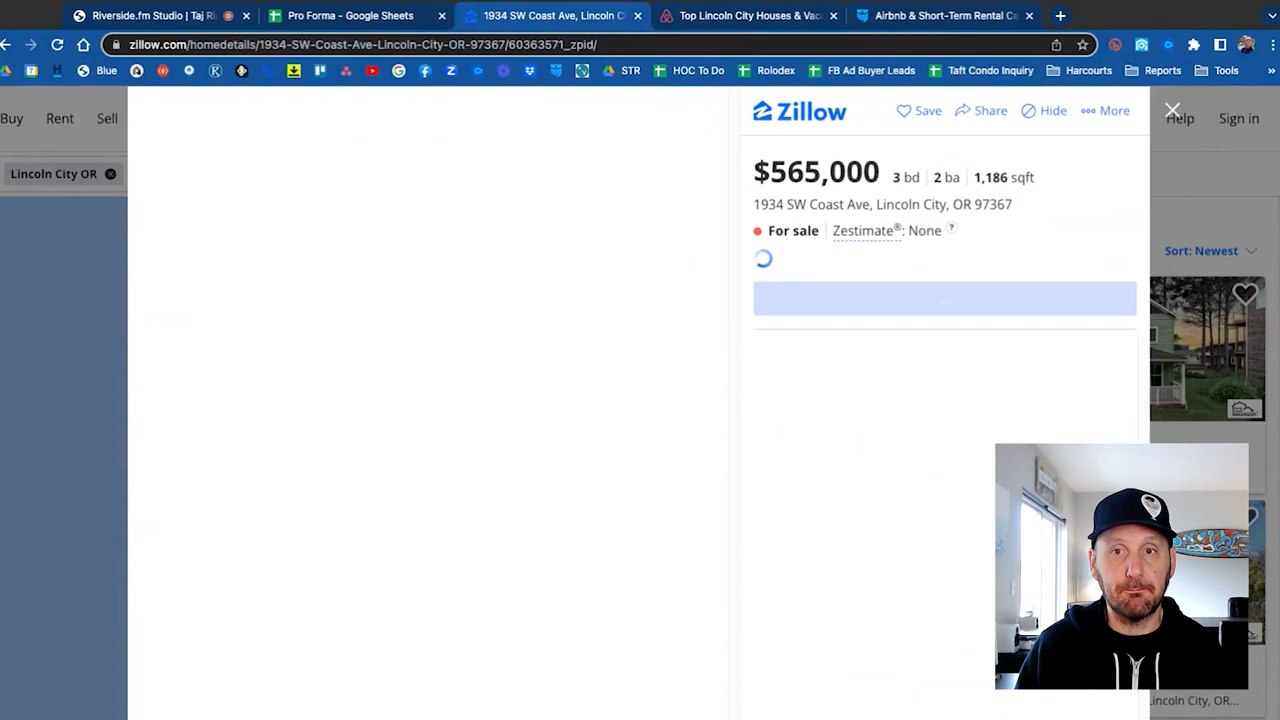 Riverside.fm Studio | Taj Ri
Pro Forma - Google Sheets
1934 SW Coast Ave, Lincoln C
Top Lincoln City Houses & Vac
Airbnb & Short-Term Rental Ca
zillow.com/homedetails/1934-SW-Coast-Ave-Lincoln-City-OR-97367/60363571_zpid/
Blue
STR
HOC To Do
Rolodex
FB Ad Buyer Leads
Taft Condo Inquiry
Harcourts
Reports
Tools
»
Buy Rent Sell
Zillow
Save
Share
Hide
More
Help
Sign in
Lincoln City OR
$565,000 3 bd 2 ba 1,186 sqft
1934 SW Coast Ave, Lincoln City, OR 97367
For sale
Zestimate®: None ?
Sort: Newest
Lincoln City, OR...